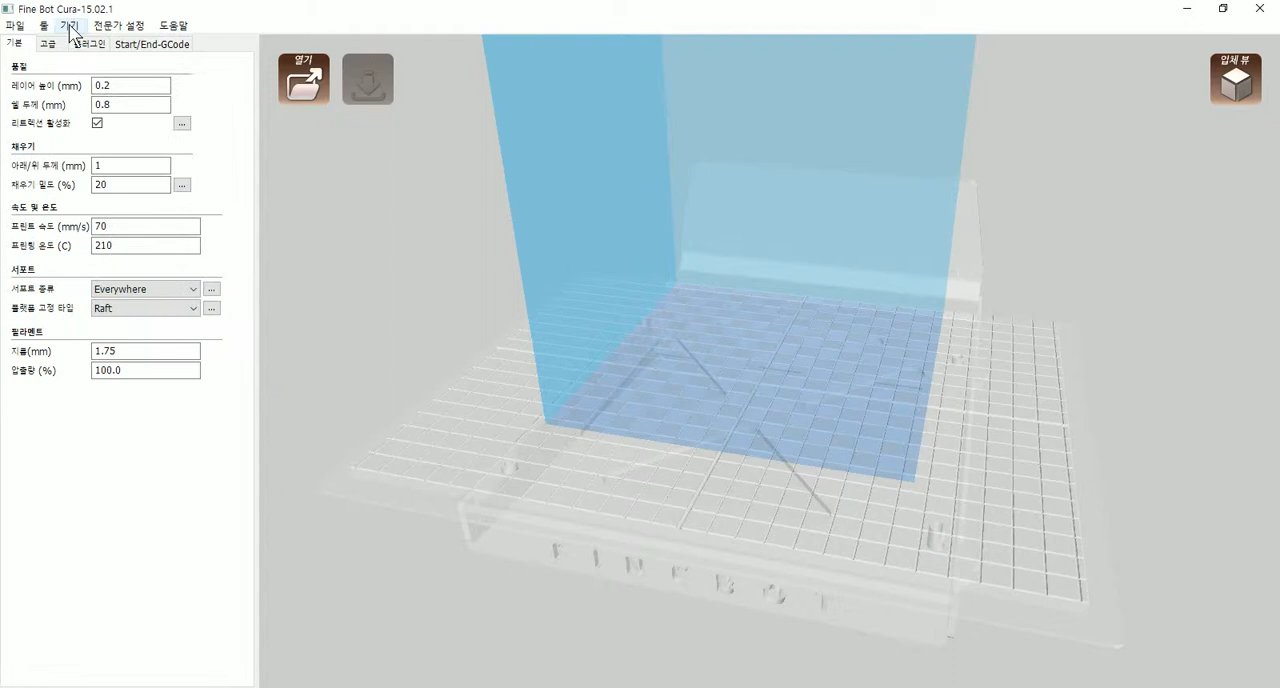 Fine Bot Cura-15.02.1
파일 툴 기기 전문가 설정 도움말
기본 고급 플러그인 Start/End-GCode
품질
레이어 높이 (mm) 0.2
쉘 두께 (mm) 0.8
리트렉션 활성화 ...
채우기
아래/위 두께 (mm) 1
채우기 밀도 (%) 20 ...
속도 및 온도
프린트 속도 (mm/s) 70
프린팅 온도 (C) 210
서포트
서포트 종류 Everywhere ...
플랫폼 고정 타입 Raft ...
필라멘트
지름(mm) 1.75
압출량 (%) 100.0
열기
입체 뷰
FINEBOT